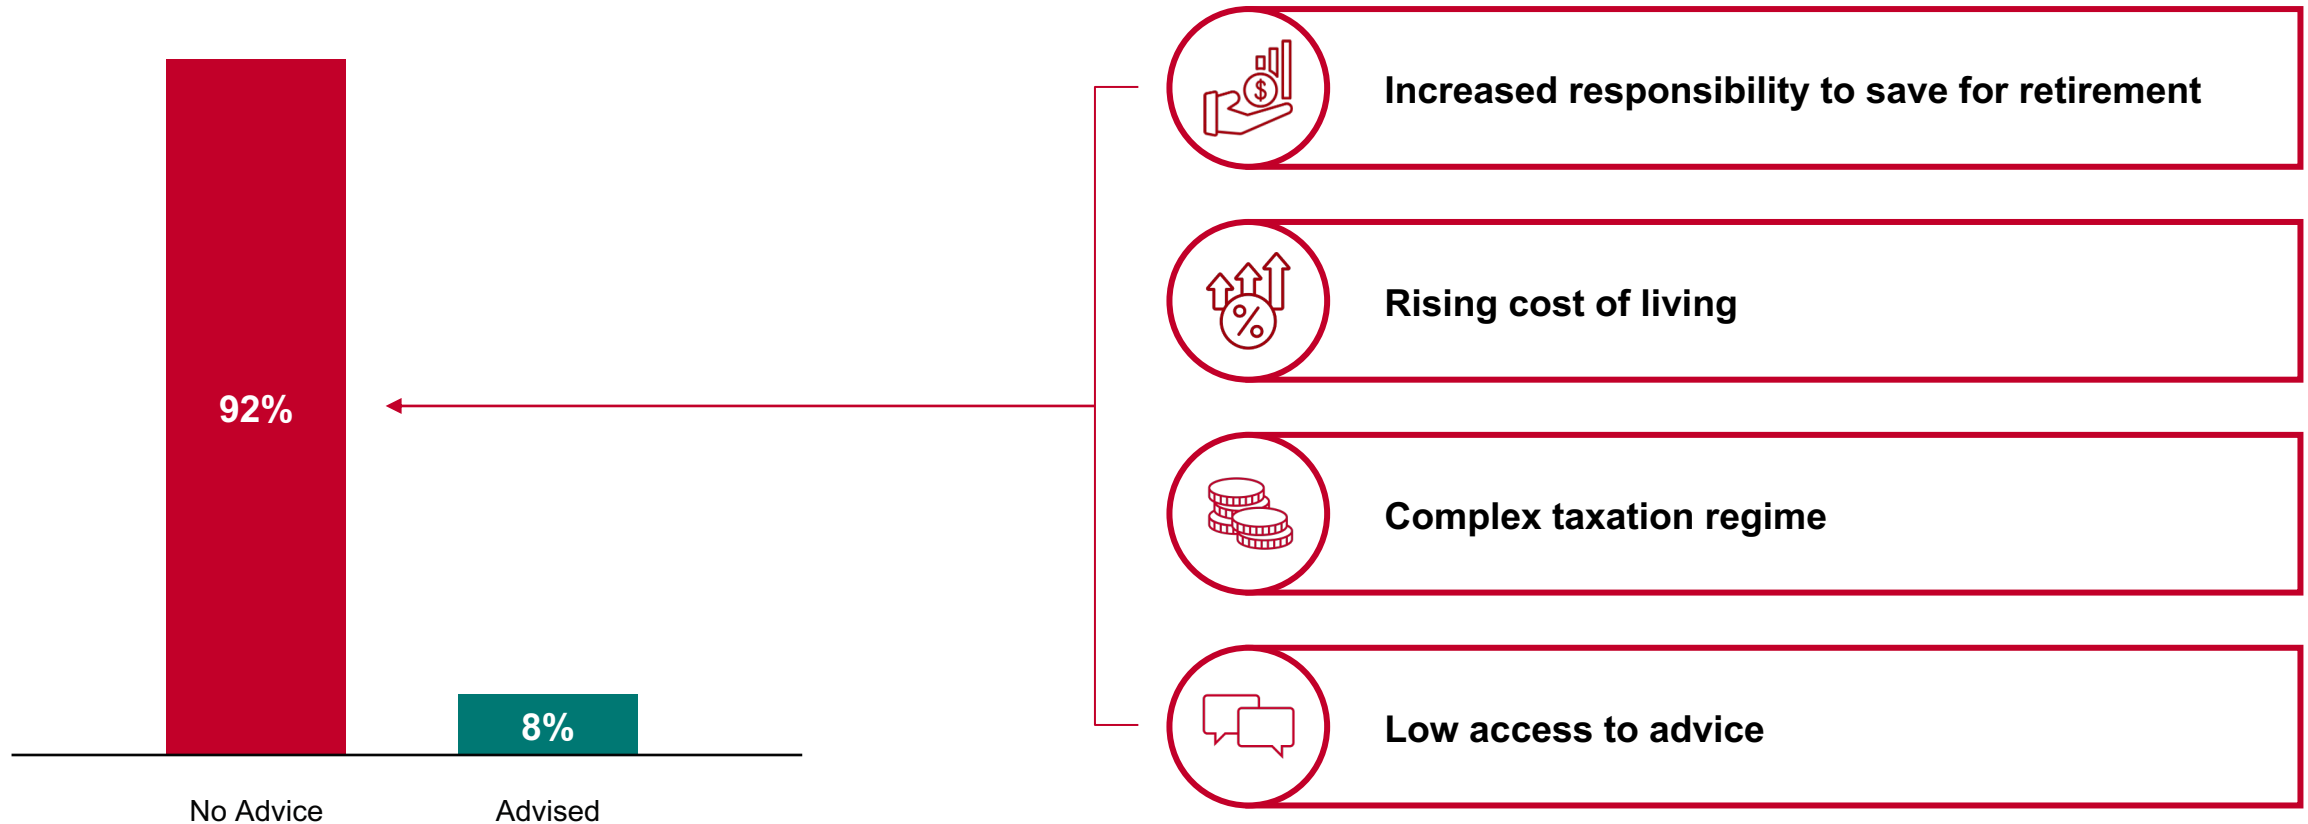 92%
8%
No Advice
Advised
$
Increased responsibility to save for retirement
%
Rising cost of living
Complex taxation regime
Low access to advice